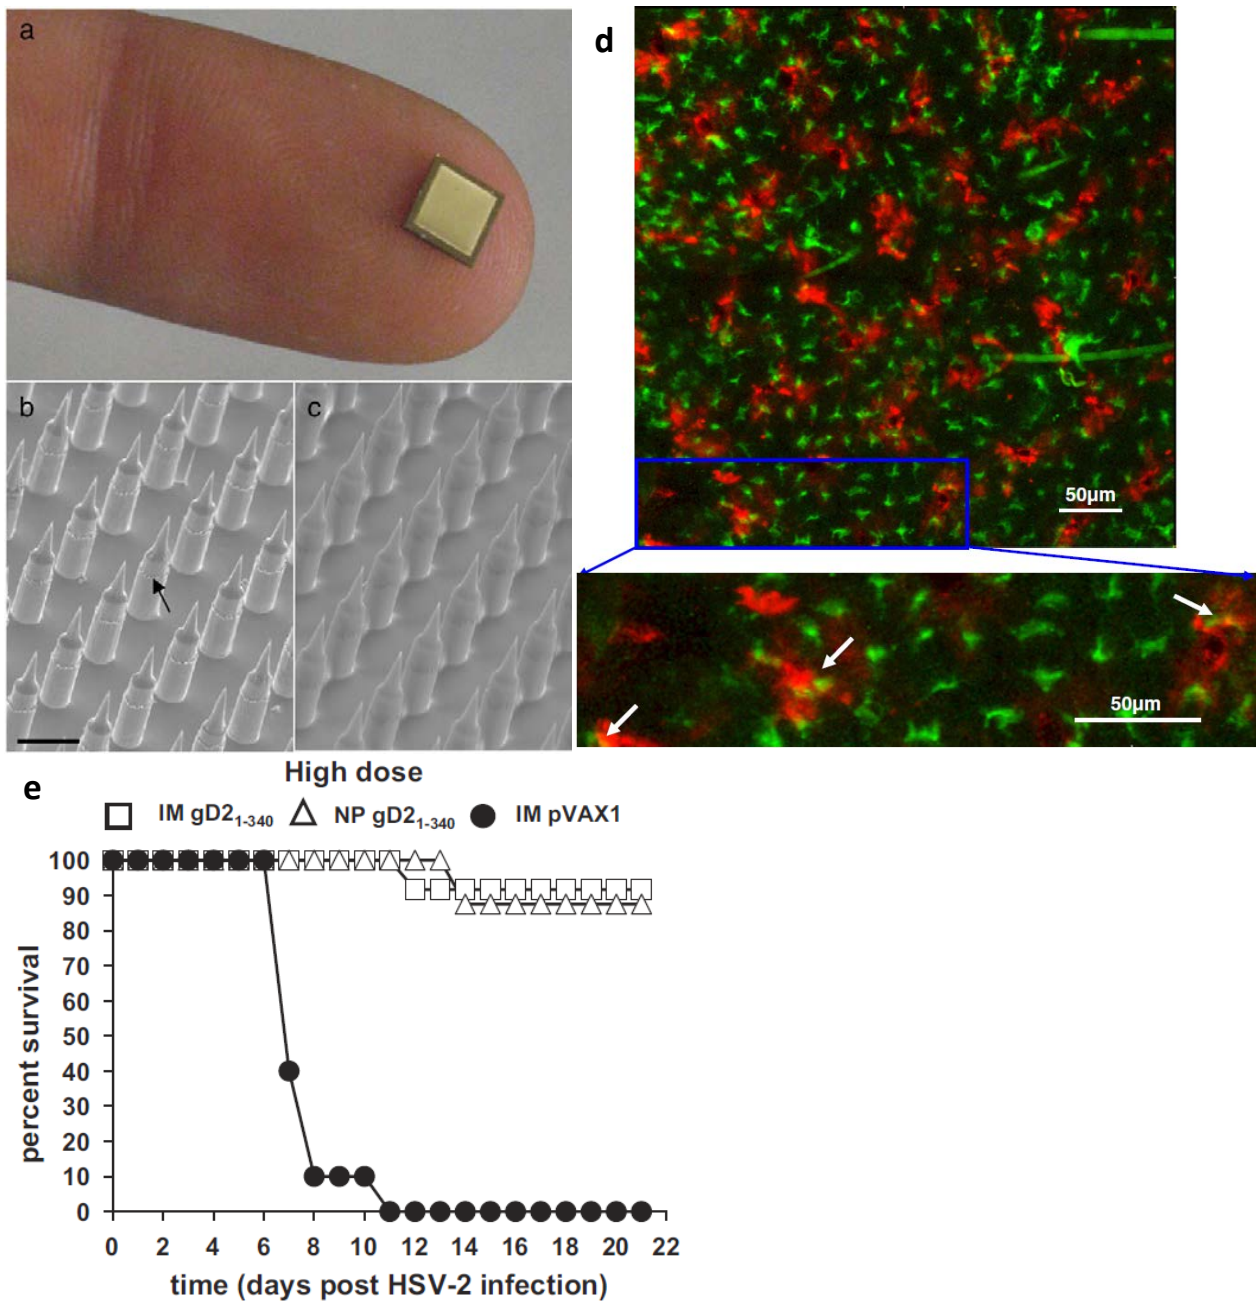 a
b
c
d
50µm
50µm
e
High dose
IM gD2₁₋₃₄₀ NP gD2₁₋₃₄₀ IM pVAX1
100
90
80
70
60
50
40
30
20
10
0
percent survival
0 2 4 6 8 10 12 14 16 18 20 22
time (days post HSV-2 infection)